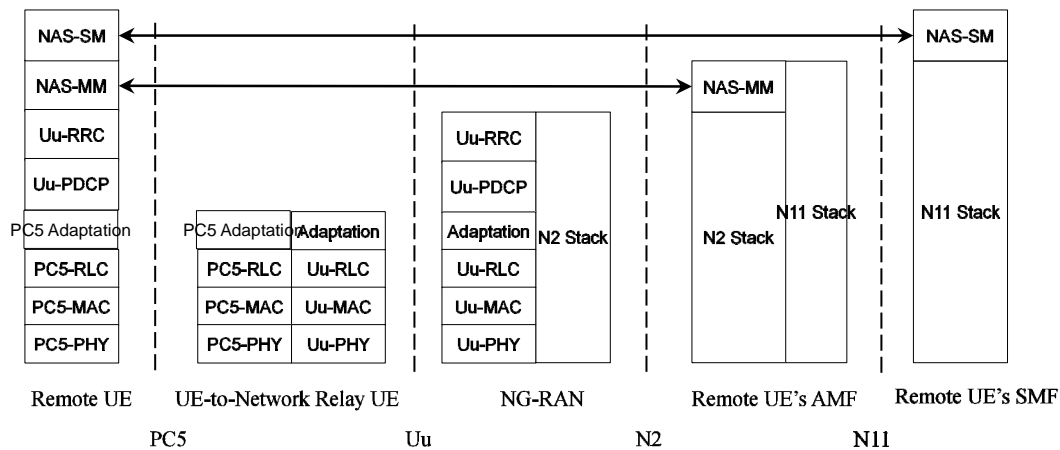 NAS-SM
NAS-SM
NAS-MM
NAS-MM
Uu-RRC
Uu-RRC
Uu-PDCP
Uu-PDCP
N11 Stack
N11 Stack
PC5 Adaptation
PC5 Adaptation
Adaptation
Adaptation
N2 Stack
N2 Stack
PC5-RLC
PC5-RLC
Uu-RLC
Uu-RLC
PC5-MAC
PC5-MAC
Uu-MAC
Uu-MAC
PC5-PHY
PC5-PHY
Uu-PHY
Uu-PHY
Remote UE
UE-to-Network Relay UE
NG-RAN
Remote UE's AMF
Remote UE's SMF
PC5
Uu
N2
N11